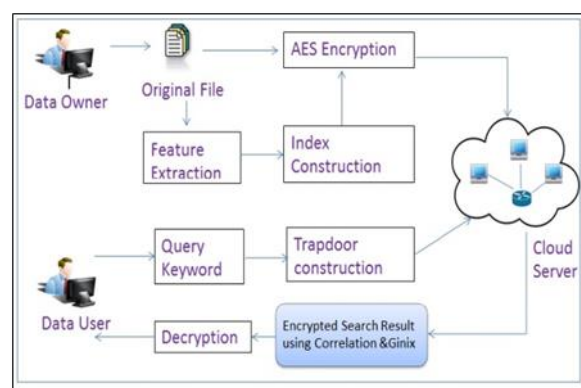 Data Owner
Original File
AES Encryption
Feature
Extraction
Index
Construction
Cloud
Server
Query
Keyword
Trapdoor
construction
Data User
Decryption
Encrypted Search Result
using Correlation &Ginix